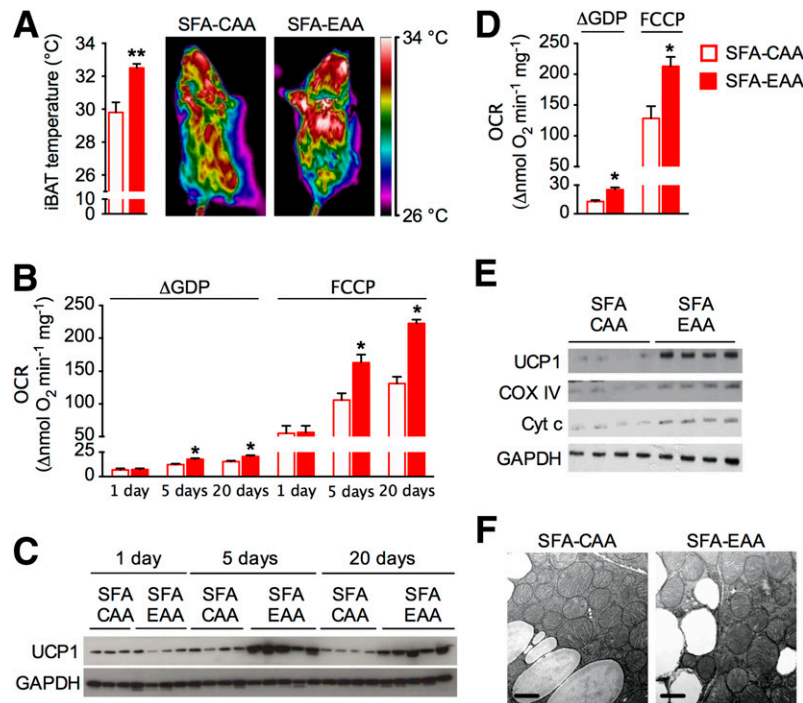 A
SFA-CAA
SFA-EAA
iBAT temperature (°C)
34
32
30
28
26
10
0
**
34 °C
26 °C
B
ΔGDP
FCCP
OCR
(Δnmol O2 min-1 mg-1)
250
200
150
100
50
25
0
*
*
*
*
1 day
5 days
20 days
1 day
5 days
20 days
C
1 day
5 days
20 days
SFA SFA SFA SFA SFA SFA
CAA EAA CAA EAA CAA EAA
UCP1
GAPDH
D
ΔGDP
FCCP
SFA-CAA
SFA-EAA
OCR
(Δnmol O2 min-1 mg-1)
250
200
150
100
50
30
0
*
*
E
SFA SFA
CAA EAA
UCP1
COX IV
Cyt c
GAPDH
F
SFA-CAA
SFA-EAA